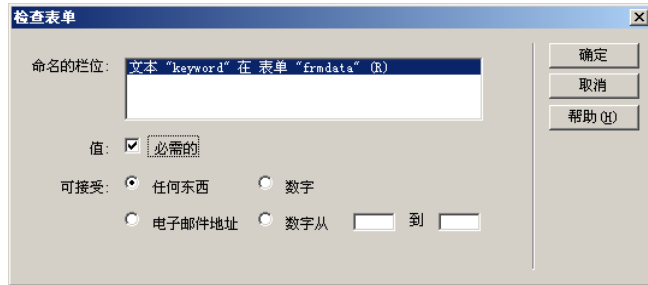 检查表单
命名的栏位: 文本 "keyword" 在 表单 "frmdata" (R)
确定
取消
帮助(H)
值: 必需的
可接受: 任何东西 数字
电子邮件地址 数字从 到